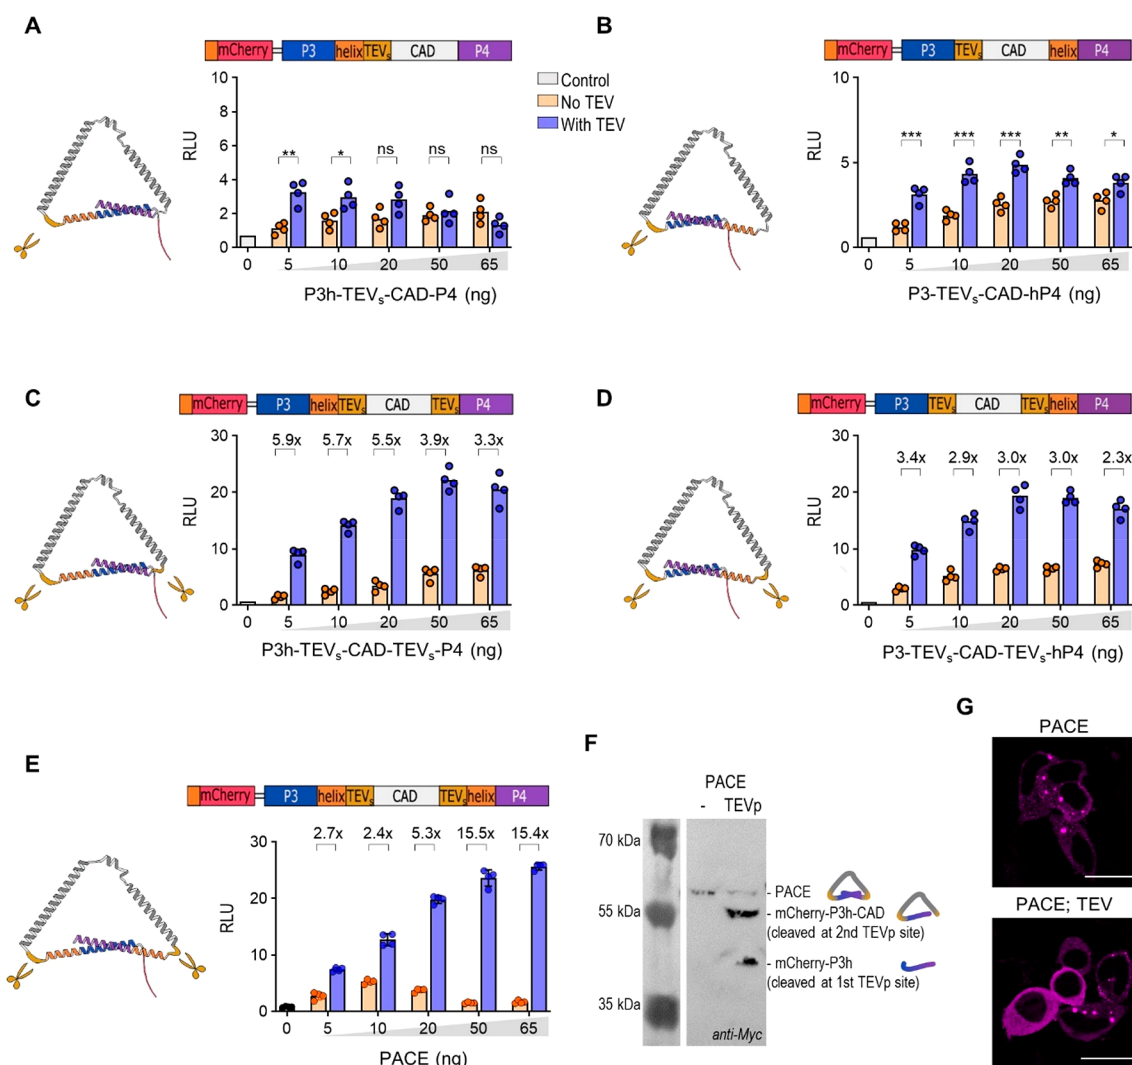 A
mCherry P3 helix TEVs CAD P4
10
8
6
4
2
0
RLU
** * ns ns ns
0 5 10 20 50 65
P3h-TEVs-CAD-P4 (ng)
Control
No TEV
With TEV
B
mCherry P3 TEVs CAD helix P4
10
5
0
RLU
*** *** *** ** *
0 5 10 20 50 65
P3-TEVs-CAD-hP4 (ng)
C
mCherry P3 helix TEVs CAD TEVs P4
30
20
10
0
RLU
5.9x 5.7x 5.5x 3.9x 3.3x
0 5 10 20 50 65
P3h-TEVs-CAD-TEVs-P4 (ng)
D
mCherry P3 TEVs CAD TEVs helix P4
30
20
10
0
RLU
3.4x 2.9x 3.0x 3.0x 2.3x
0 5 10 20 50 65
P3-TEVs-CAD-TEVs-hP4 (ng)
E
mCherry P3 helix TEVs CAD TEVs helix P4
30
20
10
0
RLU
2.7x 2.4x 5.3x 15.5x 15.4x
0 5 10 20 50 65
PACE (ng)
F
PACE
- TEVp
70 kDa
55 kDa
35 kDa
- PACE
- mCherry-P3h-CAD
(cleaved at 2nd TEVp site)
- mCherry-P3h
(cleaved at 1st TEVp site)
anti-Myc
G
PACE
PACE; TEV